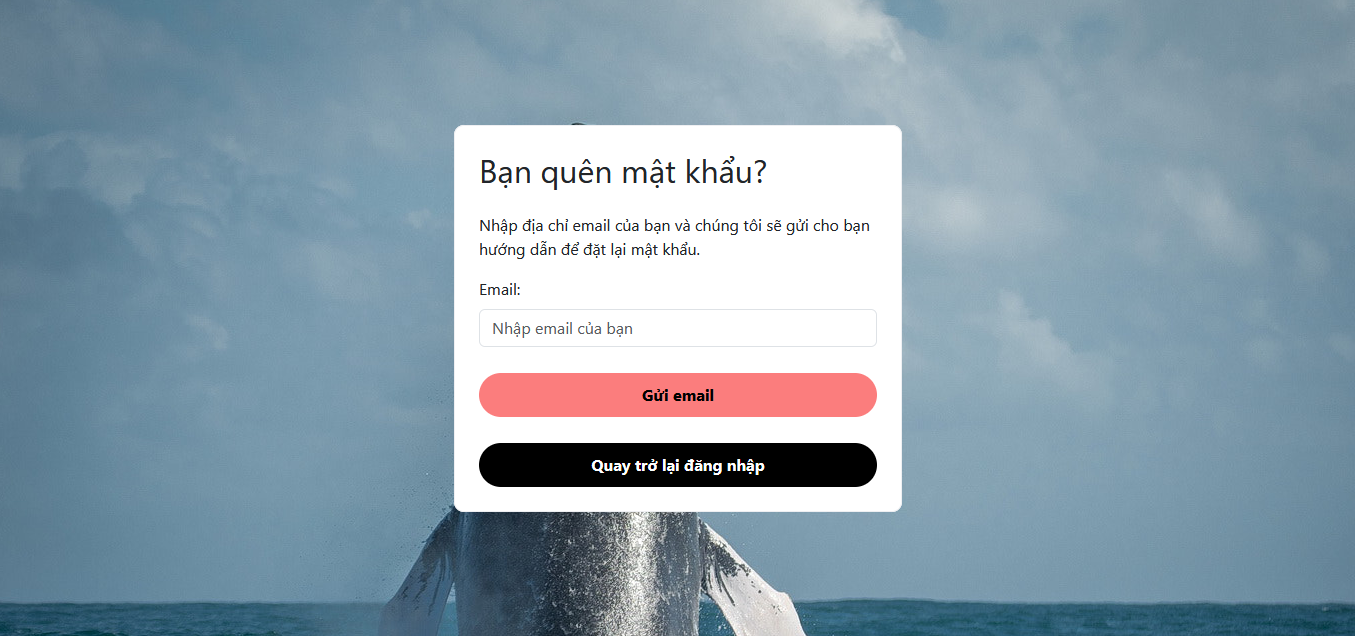 Bạn quên mật khẩu?
Nhập địa chỉ email của bạn và chúng tôi sẽ gửi cho bạn
hướng dẫn để đặt lại mật khẩu.
Email:
Nhập email của bạn
Gửi email
Quay trở lại đăng nhập